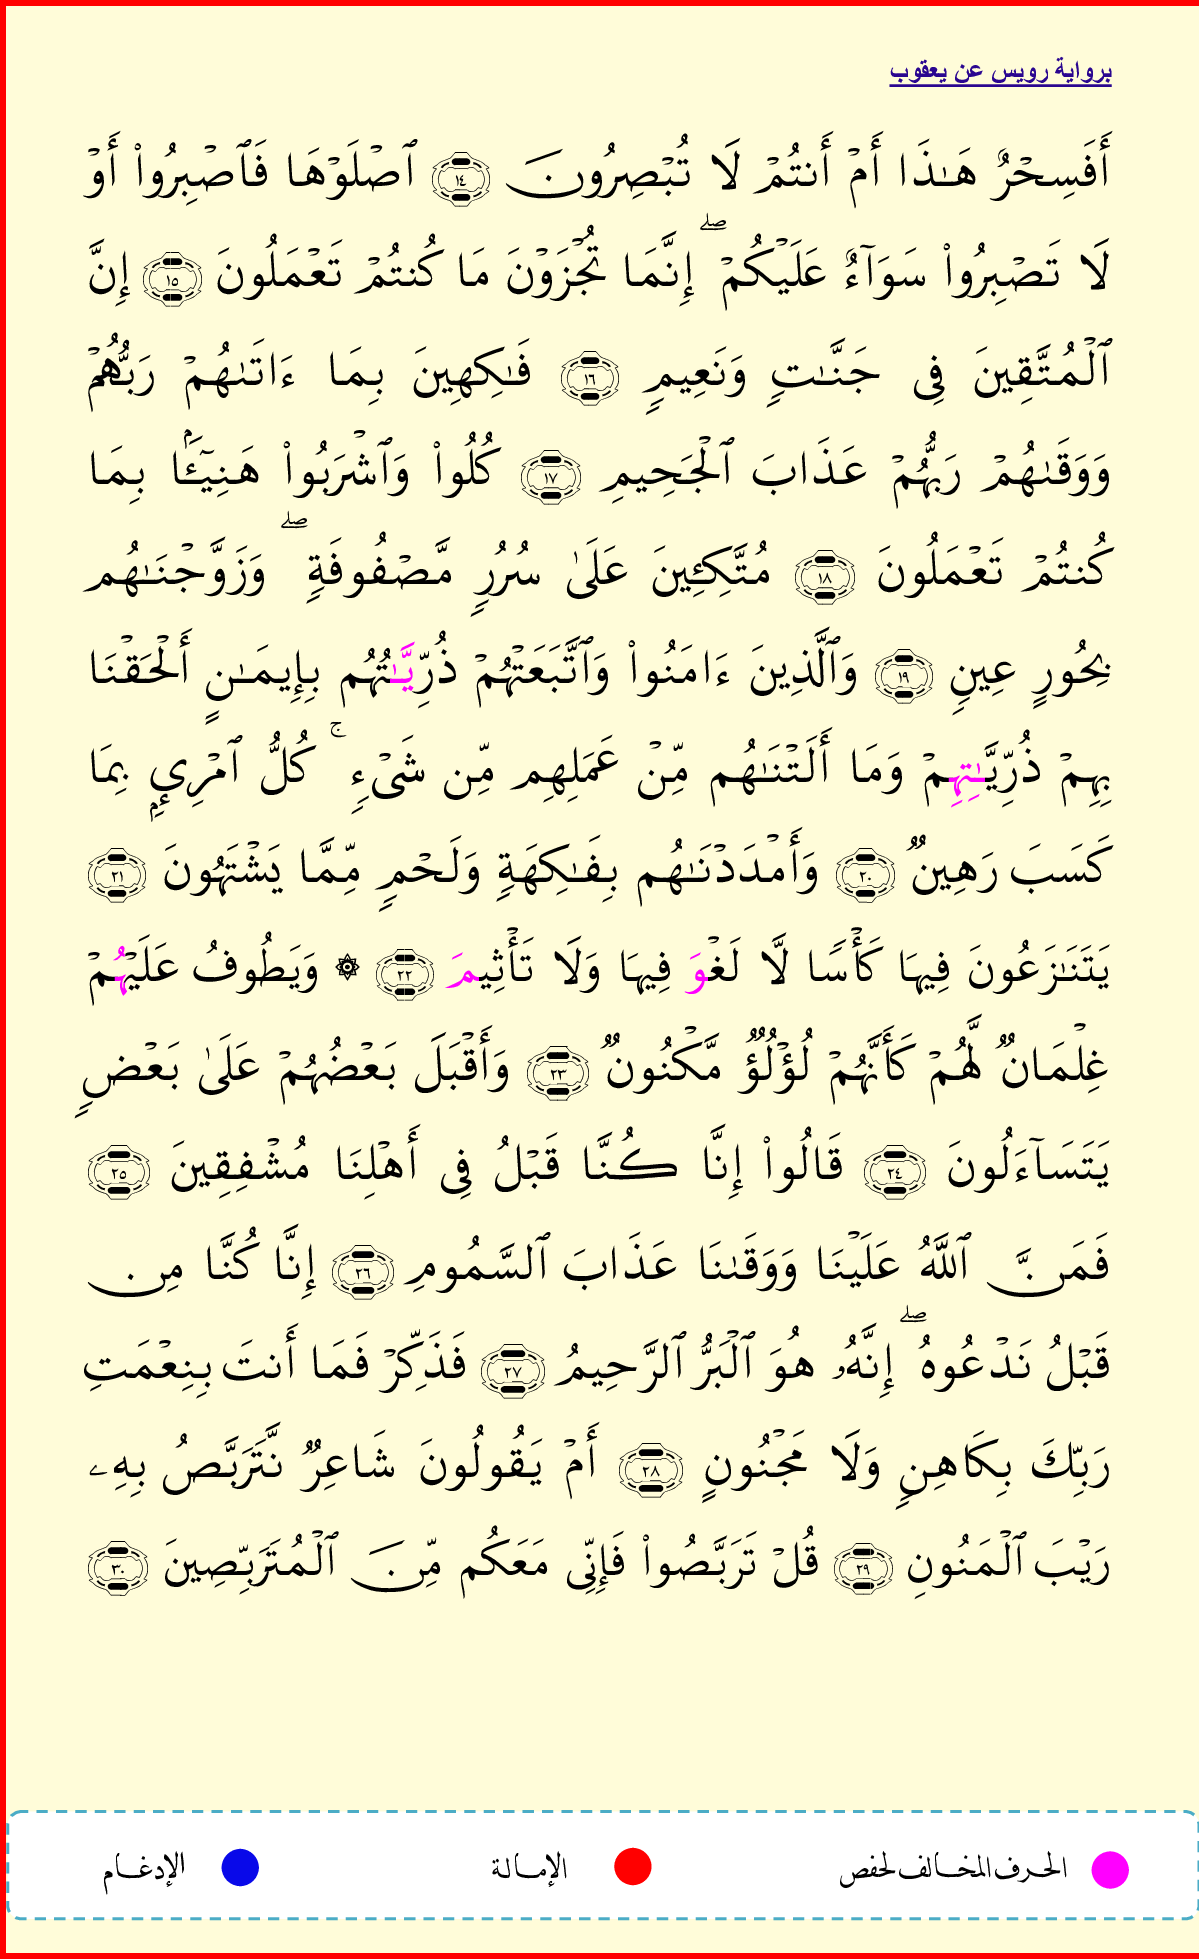 برواية رويس عن يعقوب
أَفَسِحْرٌ هَـٰذَا أَمْ أَنتُمْ لَا تُبْصِرُونَ ١٤ ٱصْلَوْهَا فَٱصْبِرُوا۟ أَوْ
لَا تَصْبِرُوا۟ سَوَآءٌ عَلَيْكُمْ ۖ إِنَّمَا تُجْزَوْنَ مَا كُنتُمْ تَعْمَلُونَ ١٥ إِنَّ
ٱلْمُتَّقِينَ فِى جَنَّـٰتٍ وَنَعِيمٍ ١٦ فَـٰكِهِينَ بِمَا ءَاتَىٰهُمْ رَبُّهُمْ
وَوَقَىٰهُمْ رَبُّهُمْ عَذَابَ ٱلْجَحِيمِ ١٧ كُلُوا۟ وَٱشْرَبُوا۟ هَنِيٓـًٔۢا بِمَا
كُنتُمْ تَعْمَلُونَ ١٨ مُتَّكِـِٔينَ عَلَىٰ سُرُرٍ مَّصْفُوفَةٍ ۖ وَزَوَّجْنَـٰهُم
بِحُورٍ عِينٍ ١٩ وَٱلَّذِينَ ءَامَنُوا۟ وَٱتَّبَعَتْهُمْ ذُرِّيَّـٰتُهُم بِإِيمَـٰنٍ أَلْحَقْنَا
بِهِمْ ذُرِّيَّـٰتِهِمْ وَمَا أَلَتْنَـٰهُم مِّنْ عَمَلِهِم مِّن شَىْءٍ ۚ كُلُّ ٱمْرِئٍۭ بِمَا
كَسَبَ رَهِينٌ ٢٠ وَأَمْدَدْنَـٰهُم بِفَـٰكِهَةٍ وَلَحْمٍ مِّمَّا يَشْتَهُونَ ٢١
يَتَنَـٰزَعُونَ فِيهَا كَأْسًا لَّا لَغْوَ فِيهَا وَلَا تَأْثِيمَ ٢٢ ۞ وَيَطُوفُ عَلَيْهُمْ
غِلْمَانٌ لَّهُمْ كَأَنَّهُمْ لُؤْلُؤٌ مَّكْنُونٌ ٢٣ وَأَقْبَلَ بَعْضُهُمْ عَلَىٰ بَعْضٍ
يَتَسَآءَلُونَ ٢٤ قَالُوا۟ إِنَّا كُنَّا قَبْلُ فِى أَهْلِنَا مُشْفِقِينَ ٢٥
فَمَنَّ ٱللَّهُ عَلَيْنَا وَوَقَىٰنَا عَذَابَ ٱلسَّمُومِ ٢٦ إِنَّا كُنَّا مِن
قَبْلُ نَدْعُوهُ ۖ إِنَّهُۥ هُوَ ٱلْبَرُّ ٱلرَّحِيمُ ٢٧ فَذَكِّرْ فَمَا أَنتَ بِنِعْمَتِ
رَبِّكَ بِكَاهِنٍ وَلَا مَجْنُونٍ ٢٨ أَمْ يَقُولُونَ شَاعِرٌ نَّتَرَبَّصُ بِهِۦ
رَيْبَ ٱلْمَنُونِ ٢٩ قُلْ تَرَبَّصُوا۟ فَإِنِّى مَعَكُم مِّنَ ٱلْمُتَرَبِّصِينَ ٣٠
الحرف المخالف لحفص الإمالة الإدغام